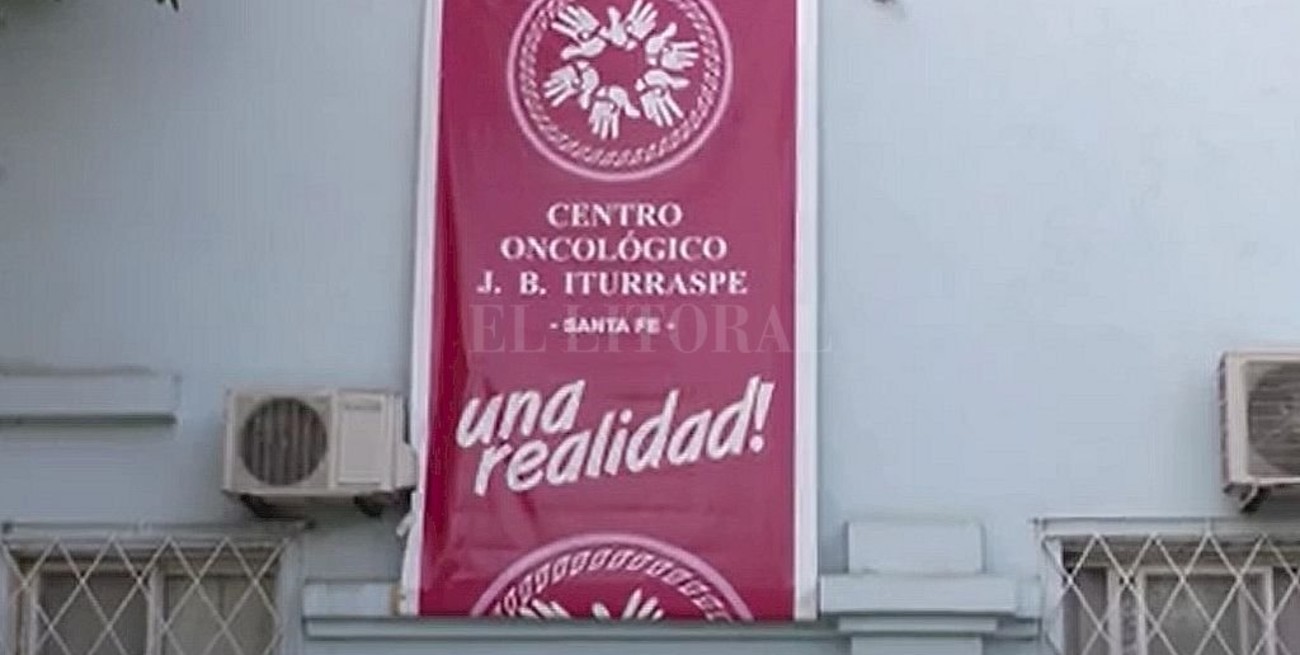 CENTRO
ONCOLÓGICO
J. B. ITURRASPE
- SANTA FE -
EL LITORAL
una
realidad!